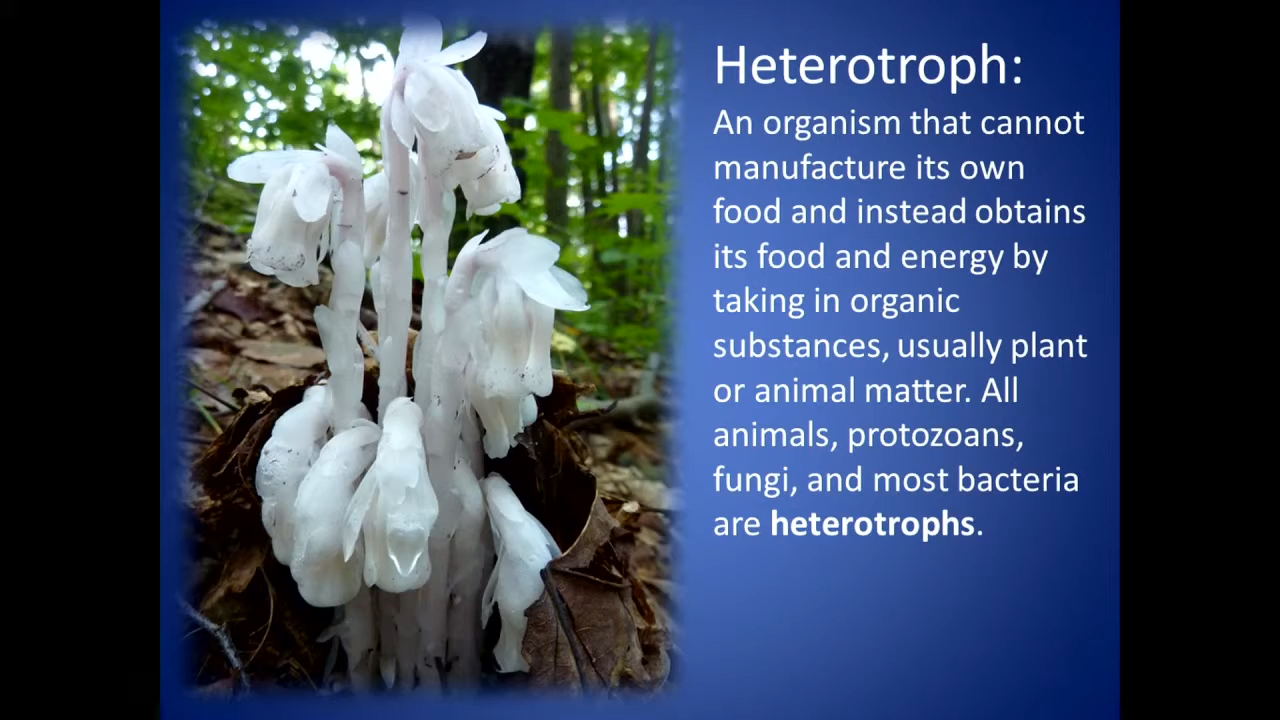 Heterotroph:
An organism that cannot
manufacture its own
food and instead obtains
its food and energy by
taking in organic
substances, usually plant
or animal matter. All
animals, protozoans,
fungi, and most bacteria
are heterotrophs.